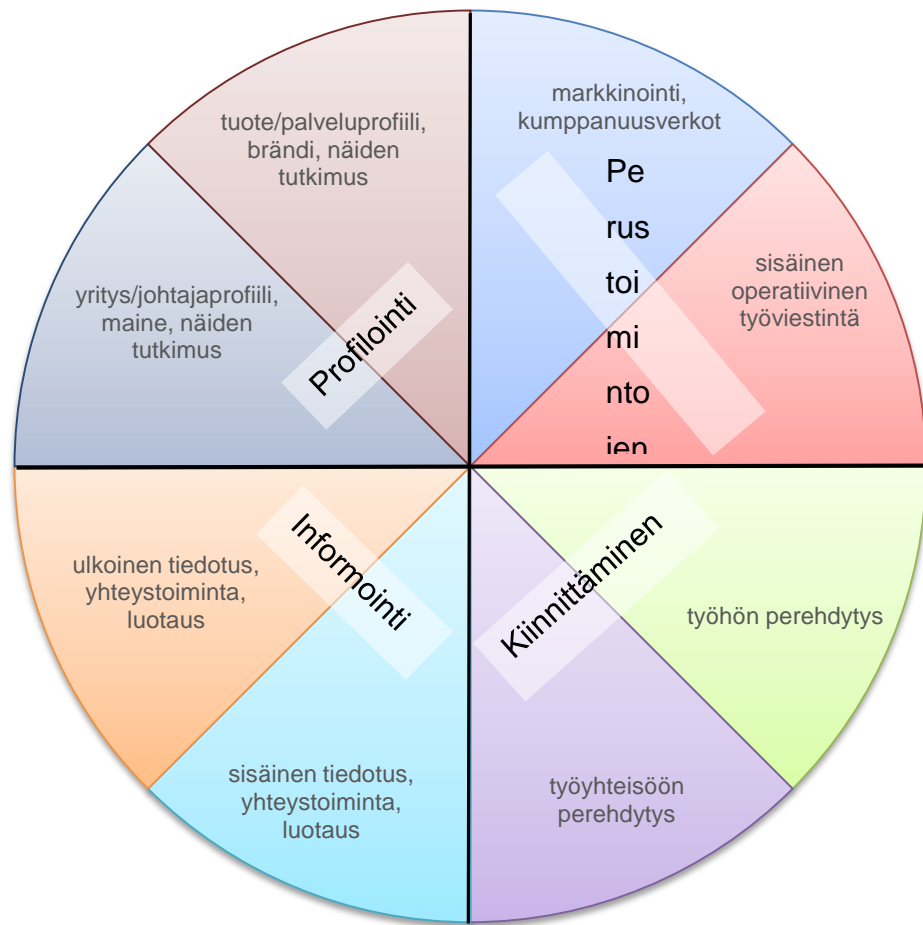 markkinointi,
kumppanuusverkot
Pe
rus
toi
mi
nto
ien
sisäinen
operatiivinen
työviestintä
työhön perehdytys
työyhteisöön
perehdytys
Kiinnittäminen
sisäinen tiedotus,
yhteystoiminta,
luotaus
ulkoinen tiedotus,
yhteystoiminta,
luotaus
Informointi
yritys/johtajaprofiili,
maine, näiden
tutkimus
tuote/palveluprofiili,
brändi, näiden
tutkimus
Profilointi